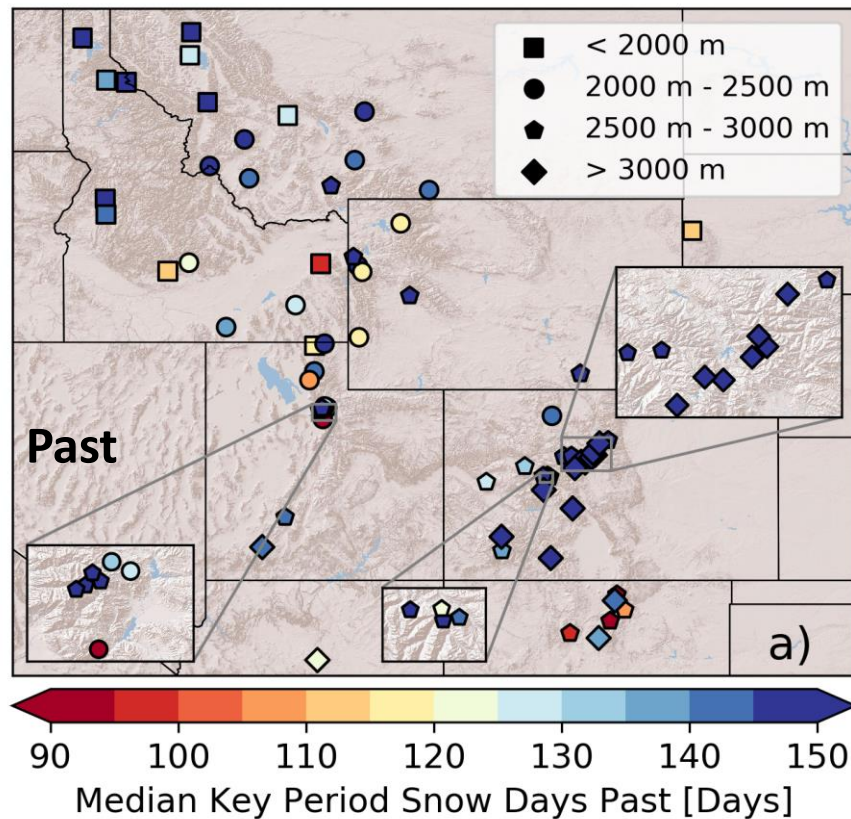 < 2000 m
2000 m - 2500 m
2500 m - 3000 m
> 3000 m
Past
a)
90 100 110 120 130 140 150
Median Key Period Snow Days Past [Days]